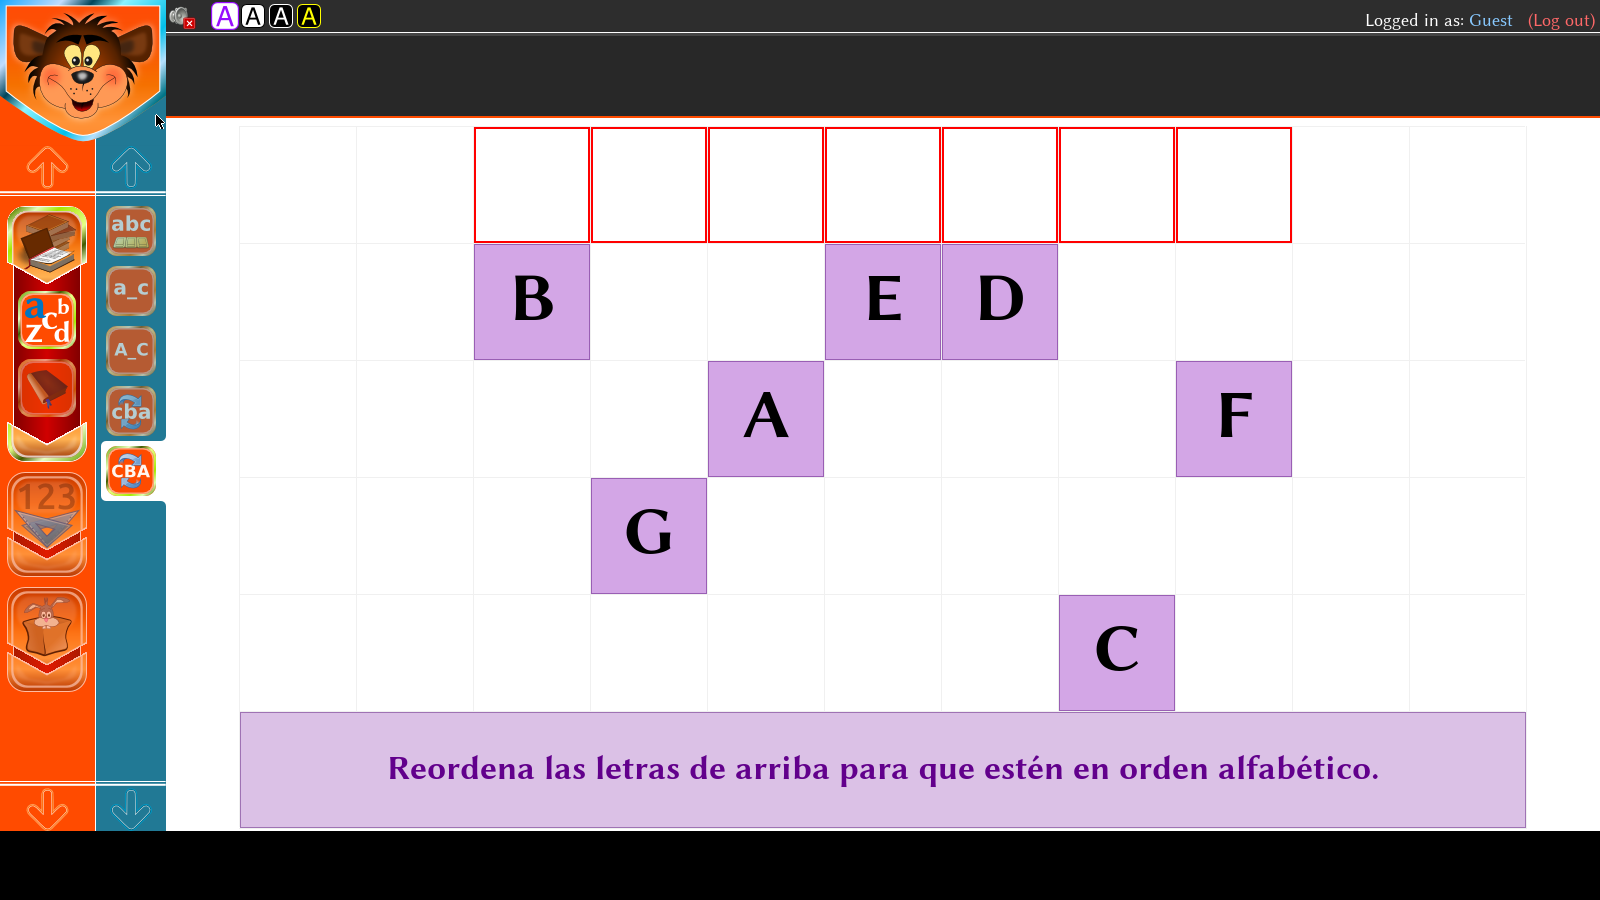 A A A A
Logged in as: Guest (Log out)
abc
a_c
A_C
cba
CBA
a b c z d
123
B E D
A F
G
C
Reordena las letras de arriba para que estén en orden alfabético.